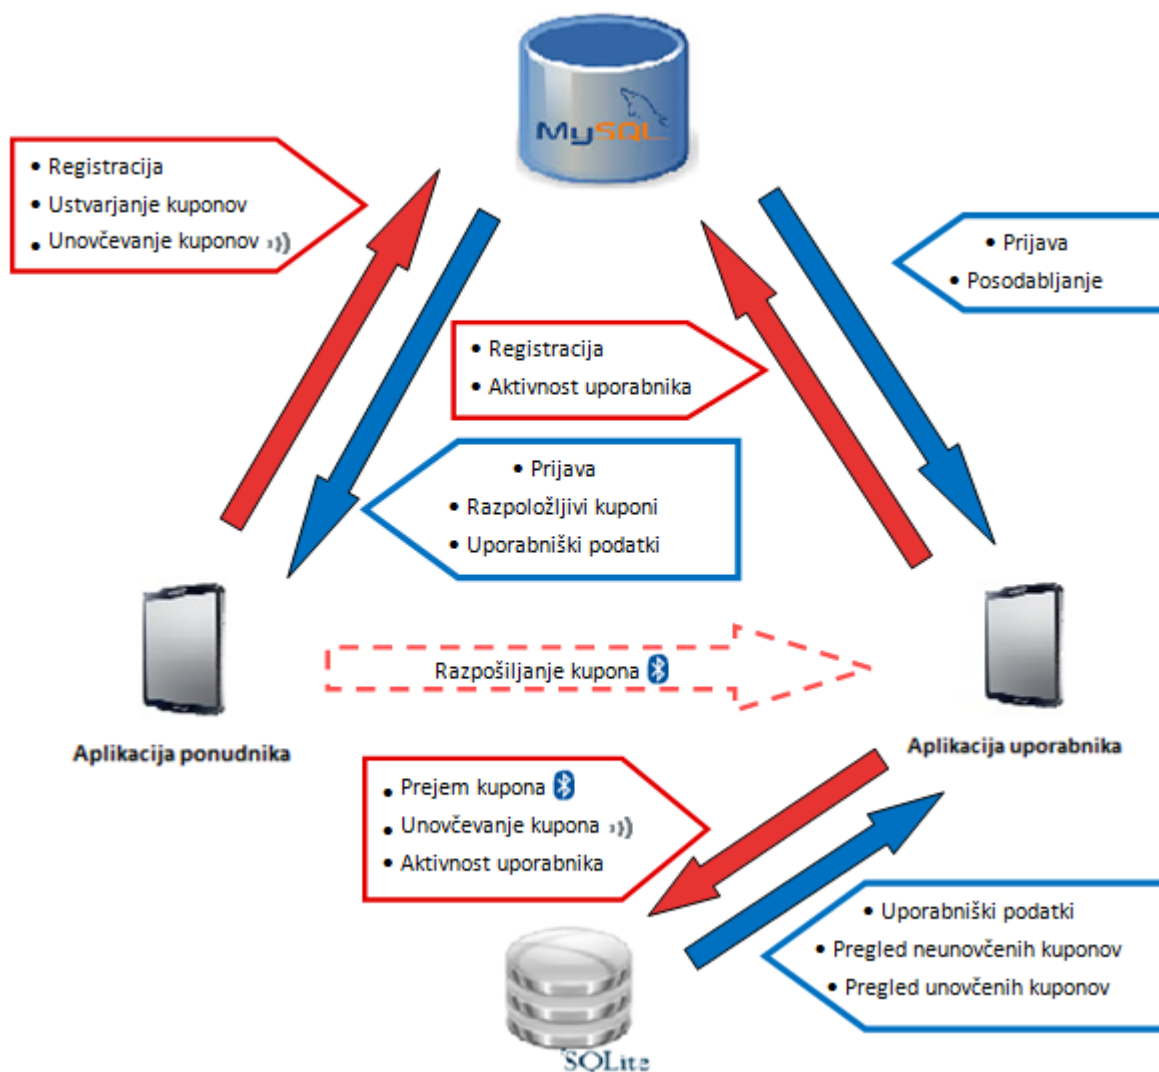 MySQL
• Registracija
• Ustvarjanje kuponov
• Unovčevanje kuponov
• Prijava
• Posodabljanje
• Registracija
• Aktivnost uporabnika
• Prijava
• Razpoložljivi kuponi
• Uporabniški podatki
Razpošiljanje kupona
Aplikacija ponudnika
Aplikacija uporabnika
• Prejem kupona
• Unovčevanje kupona
• Aktivnost uporabnika
• Uporabniški podatki
• Pregled neunovčenih kuponov
• Pregled unovčenih kuponov
SQLite